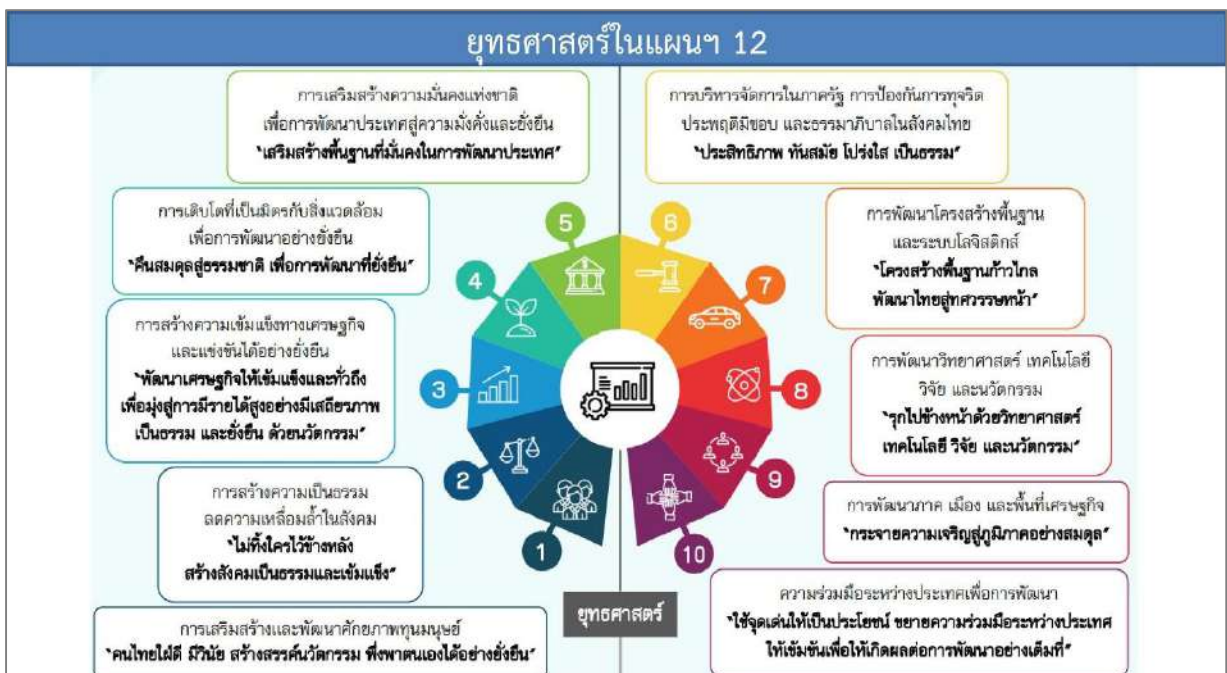 ยุทธศาสตร์ในแผนฯ 12
การเสริมสร้างความมั่นคงแห่งชาติ
เพื่อการพัฒนาประเทศสู่ความมั่งคั่งและยั่งยืน
"เสริมสร้างพื้นฐานที่มั่นคงในการพัฒนาประเทศ"
การบริหารจัดการในภาครัฐ การป้องกันการทุจริต
ประพฤติมิชอบ และธรรมาภิบาลในสังคมไทย
"ประสิทธิภาพ ทันสมัย โปร่งใส เป็นธรรม"
การเติบโตที่เป็นมิตรกับสิ่งแวดล้อม
เพื่อการพัฒนาอย่างยั่งยืน
"คืนสมดุลสู่ธรรมชาติ เพื่อการพัฒนาที่ยั่งยืน"
การพัฒนาโครงสร้างพื้นฐาน
และระบบโลจิสติกส์
"โครงสร้างพื้นฐานก้าวไกล
พัฒนาไทยสู่ทศวรรษหน้า"
การสร้างความเข้มแข็งทางเศรษฐกิจ
และแข่งขันได้อย่างยั่งยืน
"พัฒนาเศรษฐกิจให้เข้มแข็งและทั่วถึง
เพื่อมุ่งสู่การมีรายได้สูงอย่างมีเสถียรภาพ
เป็นธรรม และยั่งยืน ด้วยนวัตกรรม"
การพัฒนาวิทยาศาสตร์ เทคโนโลยี
วิจัย และนวัตกรรม
"รุกไปข้างหน้าด้วยวิทยาศาสตร์
เทคโนโลยี วิจัย และนวัตกรรม"
การสร้างความเป็นธรรม
ลดความเหลื่อมล้ำในสังคม
"ไม่ทิ้งใครไว้ข้างหลัง
สร้างสังคมเป็นธรรมและเข้มแข็ง"
การพัฒนาภาค เมือง และพื้นที่เศรษฐกิจ
"กระจายความเจริญสู่ภูมิภาคอย่างสมดุล"
การเสริมสร้างและพัฒนาศักยภาพทุนมนุษย์
"คนไทยใฝ่ดี มีวินัย สร้างสรรค์นวัตกรรม พึ่งพาตนเองได้อย่างยั่งยืน"
ความร่วมมือระหว่างประเทศเพื่อการพัฒนา
"ใช้จุดเด่นให้เป็นประโยชน์ ขยายความร่วมมือระหว่างประเทศ
ให้เข้มข้นเพื่อให้เกิดผลต่อการพัฒนาอย่างเต็มที่"
1
2
3
4
5
6
7
8
9
10
ยุทธศาสตร์